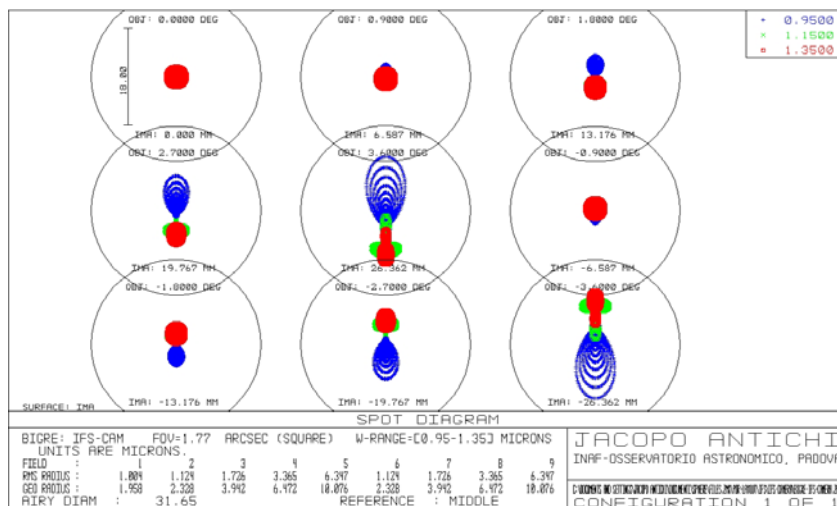 OBJ: 0.0000 DEG
OBJ: 0.9000 DEG
OBJ: 1.8000 DEG
+ 0.9500
× 1.1500
▫ 1.3500
18.00
IMA: 0.000 MM
IMA: 6.587 MM
IMA: 13.176 MM
OBJ: 2.7000 DEG
OBJ: 3.6000 DEG
OBJ: -0.9000 DEG
IMA: 19.767 MM
IMA: 26.362 MM
IMA: -6.587 MM
OBJ: -1.8000 DEG
OBJ: -2.7000 DEG
OBJ: -3.6000 DEG
IMA: -13.176 MM
IMA: -19.767 MM
IMA: -26.362 MM
SURFACE: IMA
SPOT DIAGRAM
BIGRE: IFS-CAM FOV=1.77 ARCSEC (SQUARE) W-RANGE=[0.95-1.35] MICRONS
UNITS ARE MICRONS.
FIELD : 1 2 3 4 5 6 7 8 9
RMS RADIUS : 1.004 1.124 1.726 3.365 6.347 1.124 1.726 3.365 6.347
GEO RADIUS : 1.958 2.328 3.942 6.472 10.076 2.328 3.942 6.472 10.076
AIRY DIAM : 31.65 REFERENCE : MIDDLE
JACOPO ANTICHI
INAF-OSSERVATORIO ASTRONOMICO, PADOVA
CONFIGURATION 1 OF 1